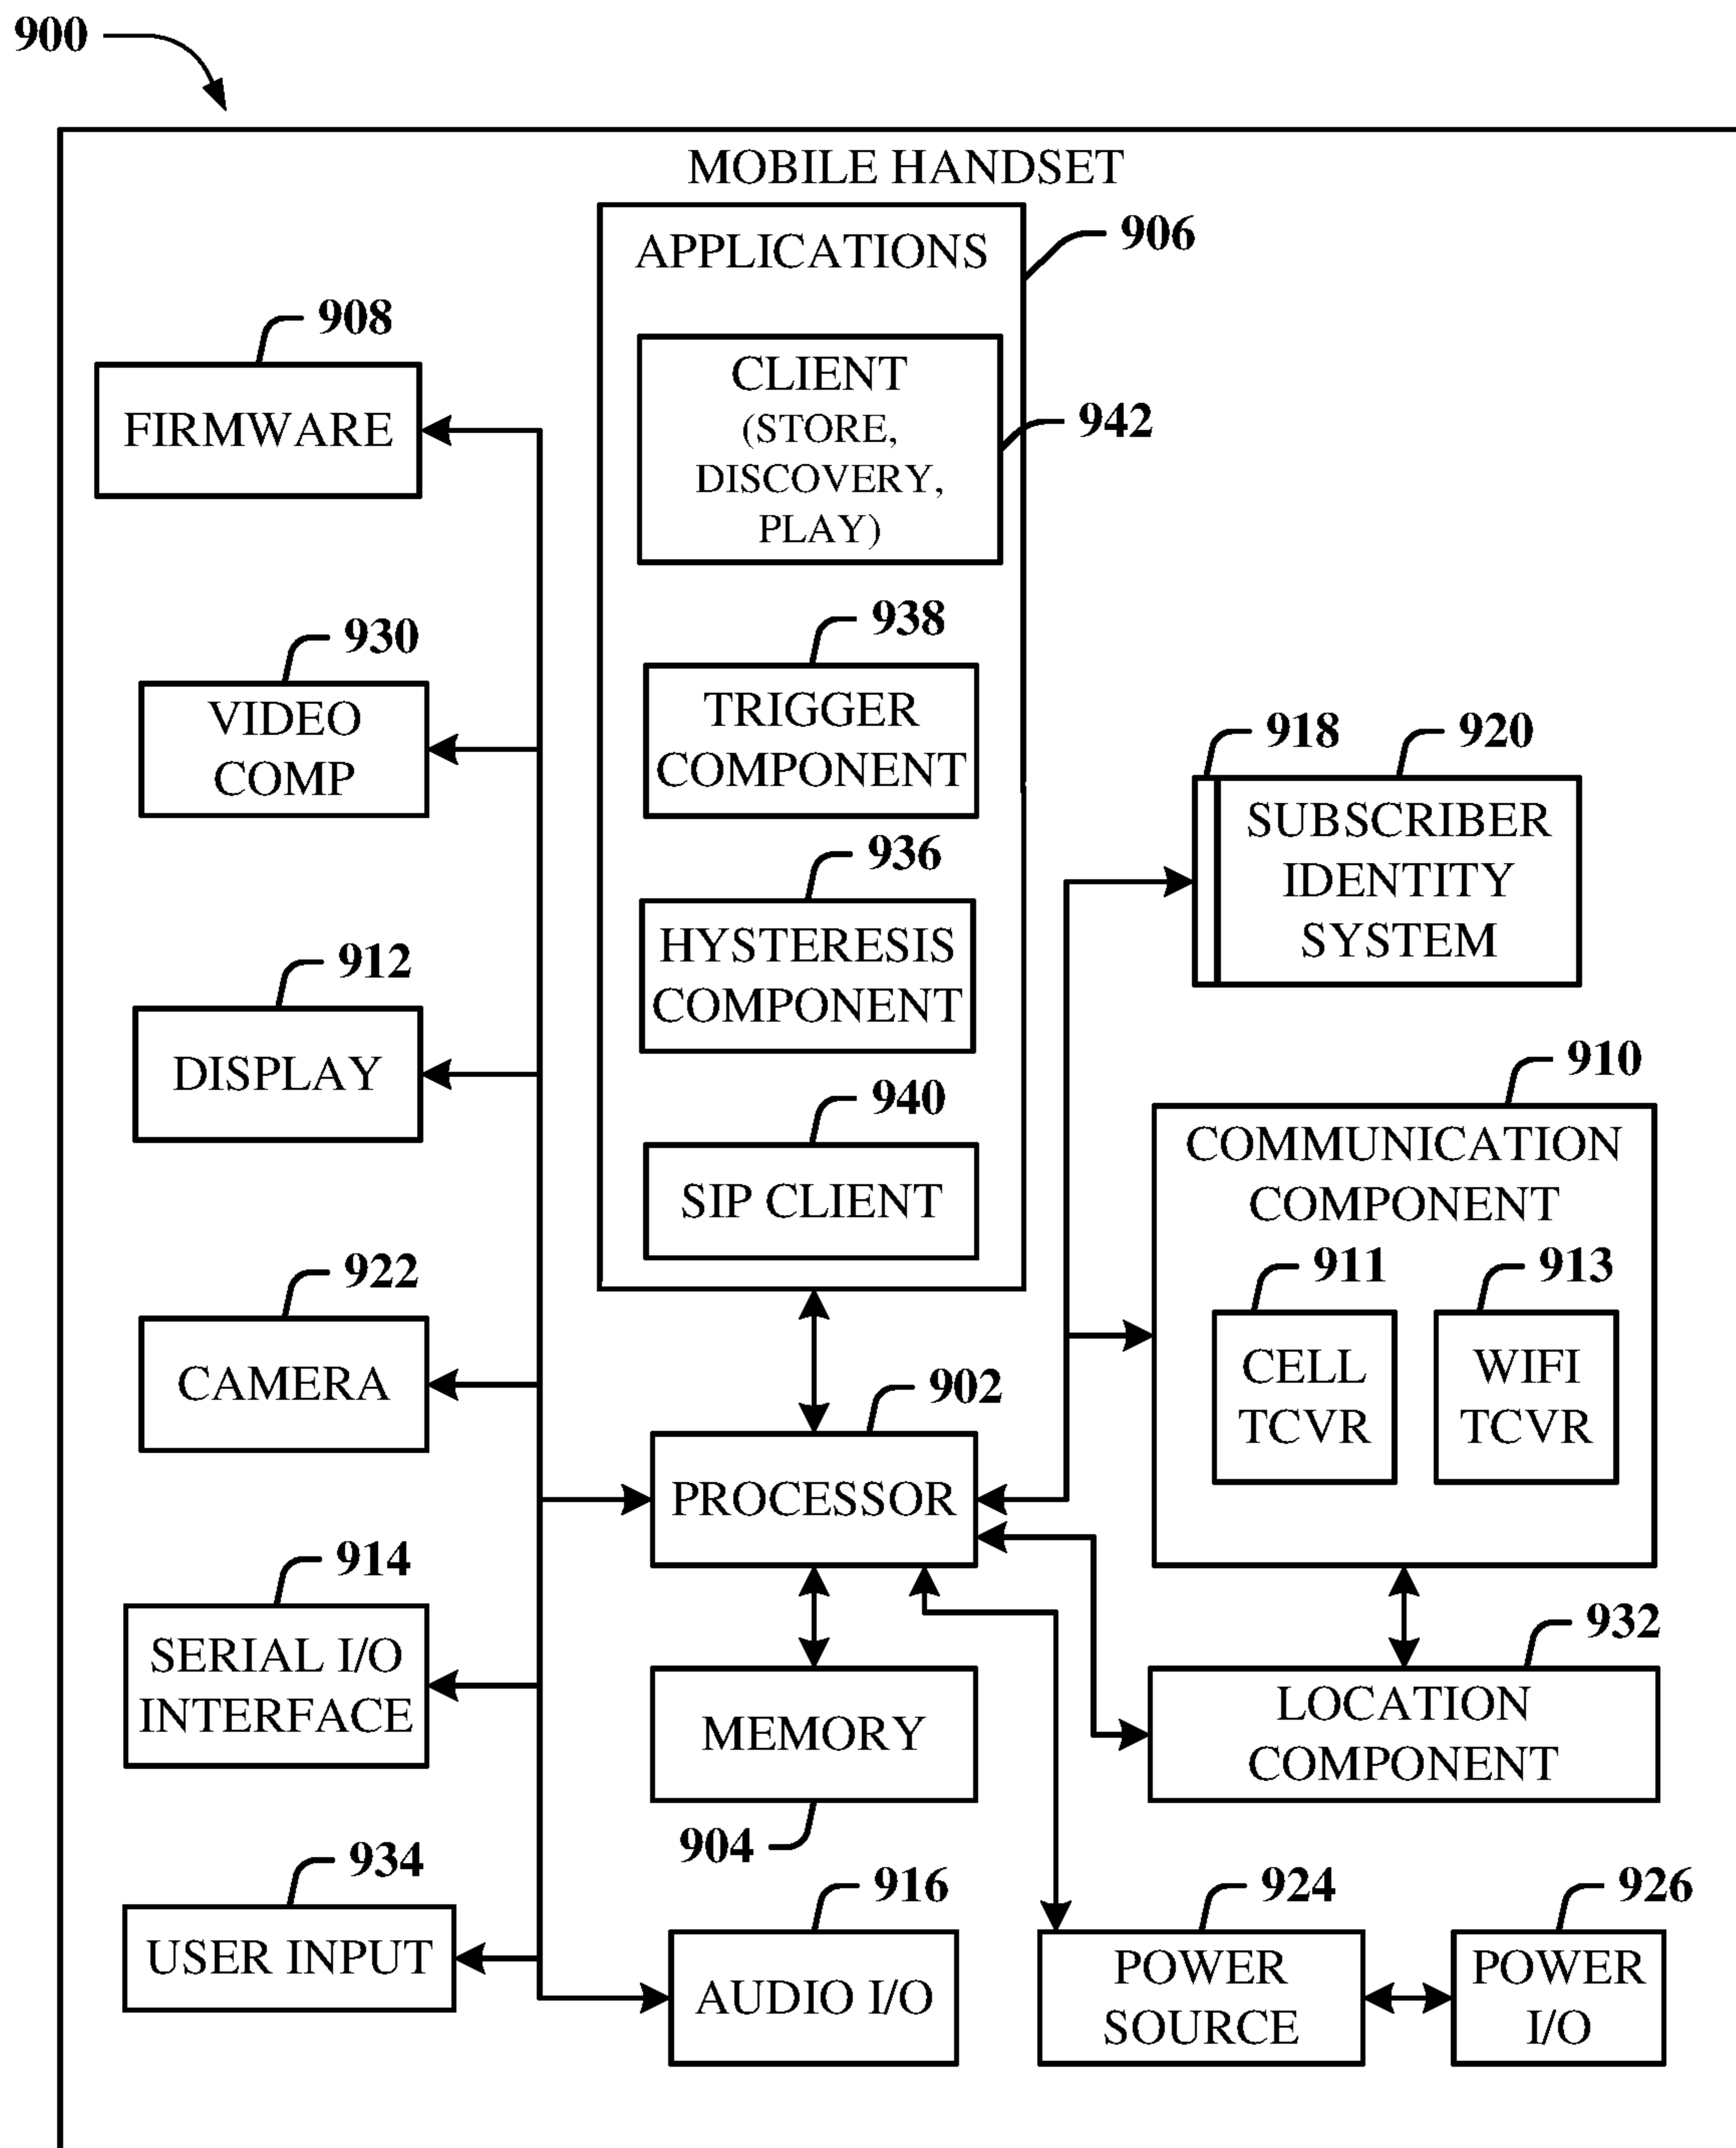 900
MOBILE HANDSET
APPLICATIONS
906
CLIENT
(STORE,
DISCOVERY,
PLAY)
942
908
FIRMWARE
930
VIDEO
COMP
938
TRIGGER
COMPONENT
918
920
SUBSCRIBER
IDENTITY
SYSTEM
936
HYSTERESIS
COMPONENT
912
DISPLAY
940
SIP CLIENT
910
COMMUNICATION
COMPONENT
911
CELL
TCVR
913
WIFI
TCVR
922
CAMERA
902
PROCESSOR
914
SERIAL I/O
INTERFACE
MEMORY
904
932
LOCATION
COMPONENT
934
USER INPUT
916
AUDIO I/O
924
POWER
SOURCE
926
POWER
I/O